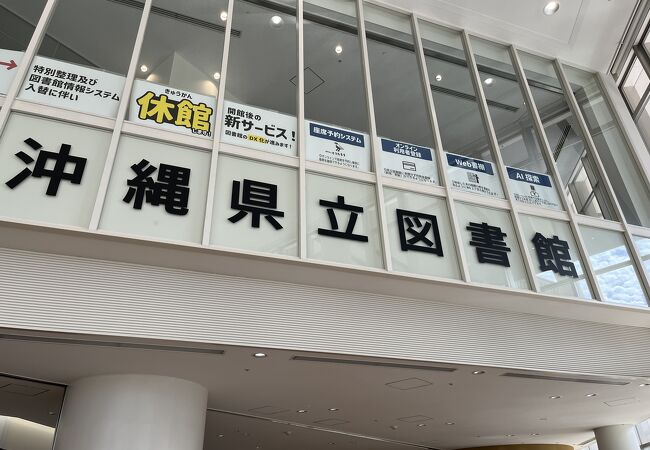 特別整理及び
図書館情報システム
入替に伴い
きゅうかん
休館します!
開館後の
新サービス!
図書館のDX化が進みます!
座席予約システム
オンライン
利用者登録
Web書棚
AI 探索
沖縄県立図書館